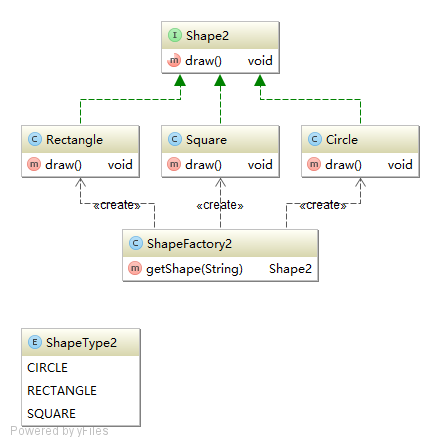 I Shape2
m draw() void
C Rectangle
m draw() void
C Square
m draw() void
C Circle
m draw() void
«create» «create» «create»
C ShapeFactory2
m getShape(String) Shape2
E ShapeType2
CIRCLE
RECTANGLE
SQUARE
Powered by yFiles